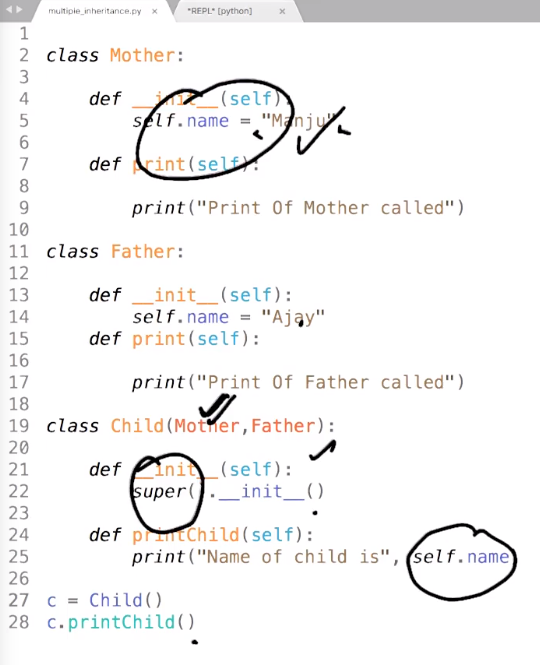 multiple_inheritance.py × *REPL* [python] ×
1
2 class Mother:
3
4 def __init__(self):
5 self.name = "Manju"
6
7 def print(self):
8
9 print("Print Of Mother called")
10
11 class Father:
12
13 def __init__(self):
14 self.name = "Ajay"
15 def print(self):
16
17 print("Print Of Father called")
18
19 class Child(Mother,Father):
20
21 def __init__(self):
22 super().__init__()
23
24 def printChild(self):
25 print("Name of child is", self.name
26
27 c = Child()
28 c.printChild()